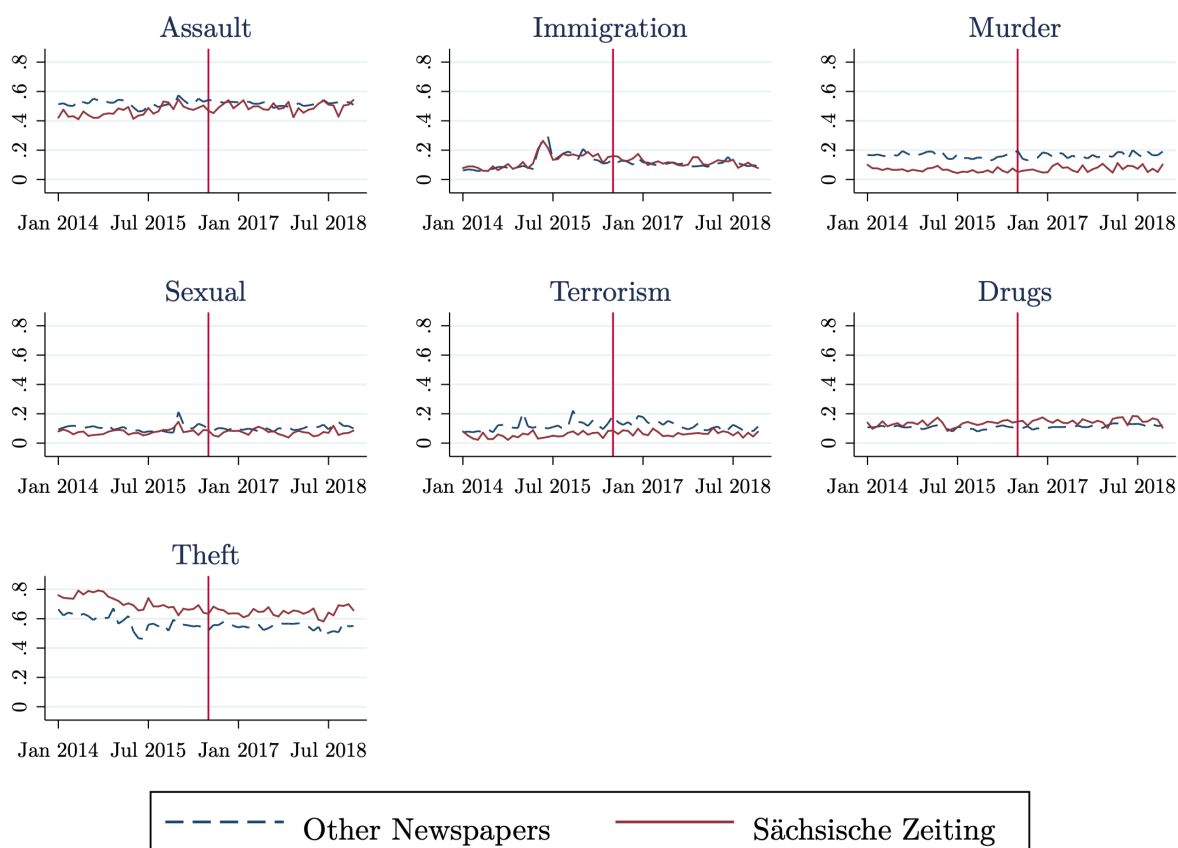 Assault Immigration Murder
.8 .8 .8
.6 .6 .6
.4 .4 .4
.2 .2 .2
0 0 0
Jan 2014 Jul 2015 Jan 2017 Jul 2018 Jan 2014 Jul 2015 Jan 2017 Jul 2018 Jan 2014 Jul 2015 Jan 2017 Jul 2018
Sexual Terrorism Drugs
.8 .8 .8
.6 .6 .6
.4 .4 .4
.2 .2 .2
0 0 0
Jan 2014 Jul 2015 Jan 2017 Jul 2018 Jan 2014 Jul 2015 Jan 2017 Jul 2018 Jan 2014 Jul 2015 Jan 2017 Jul 2018
Theft
.8
.6
.4
.2
0
Jan 2014 Jul 2015 Jan 2017 Jul 2018
Other Newspapers Sächsische Zeiting